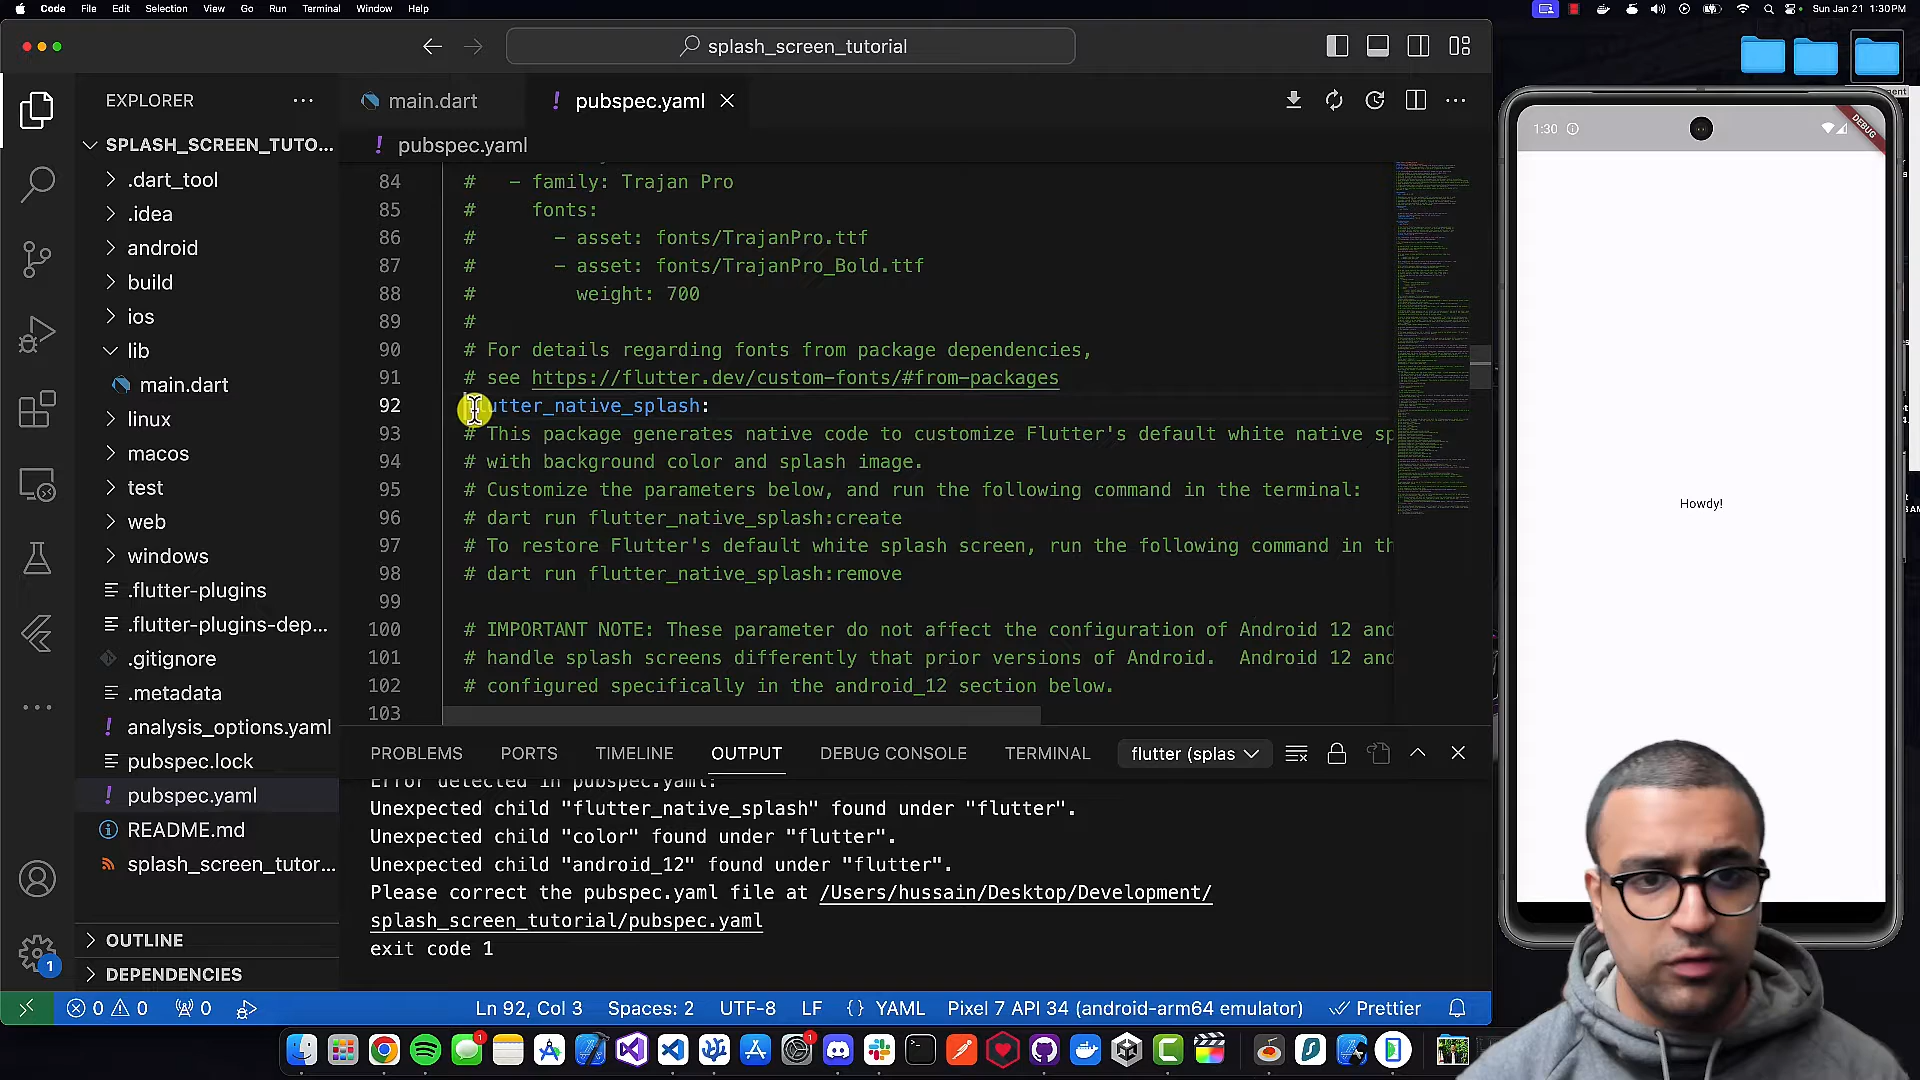 Code File Edit Selection View Go Run Terminal Window Help
Sun Jan 21 1:30PM
splash_screen_tutorial
EXPLORER
main.dart
! pubspec.yaml
SPLASH_SCREEN_TUTO...
! pubspec.yaml
.dart_tool
.idea
android
build
ios
lib
main.dart
linux
macos
test
web
windows
.flutter-plugins
.flutter-plugins-dep...
.gitignore
.metadata
! analysis_options.yaml
pubspec.lock
! pubspec.yaml
README.md
splash_screen_tutor...
OUTLINE
DEPENDENCIES
1
84 # - family: Trajan Pro
85 # fonts:
86 # - asset: fonts/TrajanPro.ttf
87 # - asset: fonts/TrajanPro_Bold.ttf
88 # weight: 700
89 #
90 # For details regarding fonts from package dependencies,
91 # see https://flutter.dev/custom-fonts/#from-packages
92 flutter_native_splash:
93 # This package generates native code to customize Flutter's default white native sp
94 # with background color and splash image.
95 # Customize the parameters below, and run the following command in the terminal:
96 # dart run flutter_native_splash:create
97 # To restore Flutter's default white splash screen, run the following command in th
98 # dart run flutter_native_splash:remove
99
100 # IMPORTANT NOTE: These parameter do not affect the configuration of Android 12 and
101 # handle splash screens differently that prior versions of Android.  Android 12 and
102 # configured specifically in the android_12 section below.
103
PROBLEMS PORTS TIMELINE OUTPUT DEBUG CONSOLE TERMINAL flutter (splas
Error detected in pubspec.yaml:
Unexpected child "flutter_native_splash" found under "flutter".
Unexpected child "color" found under "flutter".
Unexpected child "android_12" found under "flutter".
Please correct the pubspec.yaml file at /Users/hussain/Desktop/Development/
splash_screen_tutorial/pubspec.yaml
exit code 1
0 0 0 Ln 92, Col 3 Spaces: 2 UTF-8 LF {} YAML Pixel 7 API 34 (android-arm64 emulator) Prettier
1:30
DEBUG
Howdy!